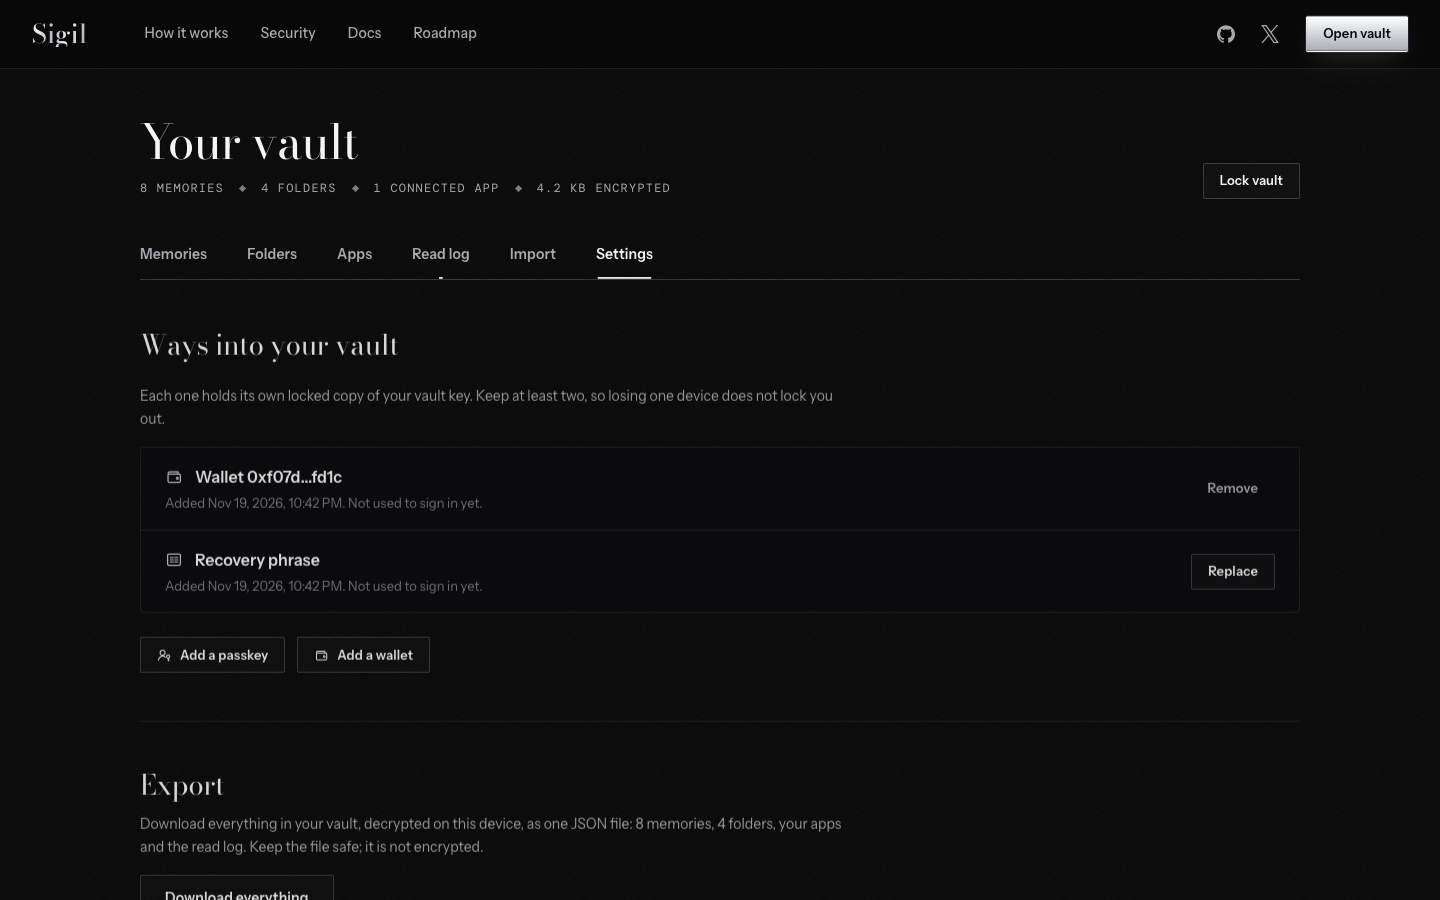 Sigil How it works Security Docs Roadmap Open vault
Your vault
8 MEMORIES ◆ 4 FOLDERS ◆ 1 CONNECTED APP ◆ 4.2 KB ENCRYPTED
Lock vault
Memories Folders Apps Read log Import Settings
Ways into your vault
Each one holds its own locked copy of your vault key. Keep at least two, so losing one device does not lock you
out.
Wallet 0xf07d…fd1c
Added Nov 19, 2026, 10:42 PM. Not used to sign in yet.
Remove
Recovery phrase
Added Nov 19, 2026, 10:42 PM. Not used to sign in yet.
Replace
Add a passkey Add a wallet
Export
Download everything in your vault, decrypted on this device, as one JSON file: 8 memories, 4 folders, your apps
and the read log. Keep the file safe; it is not encrypted.
Download everything